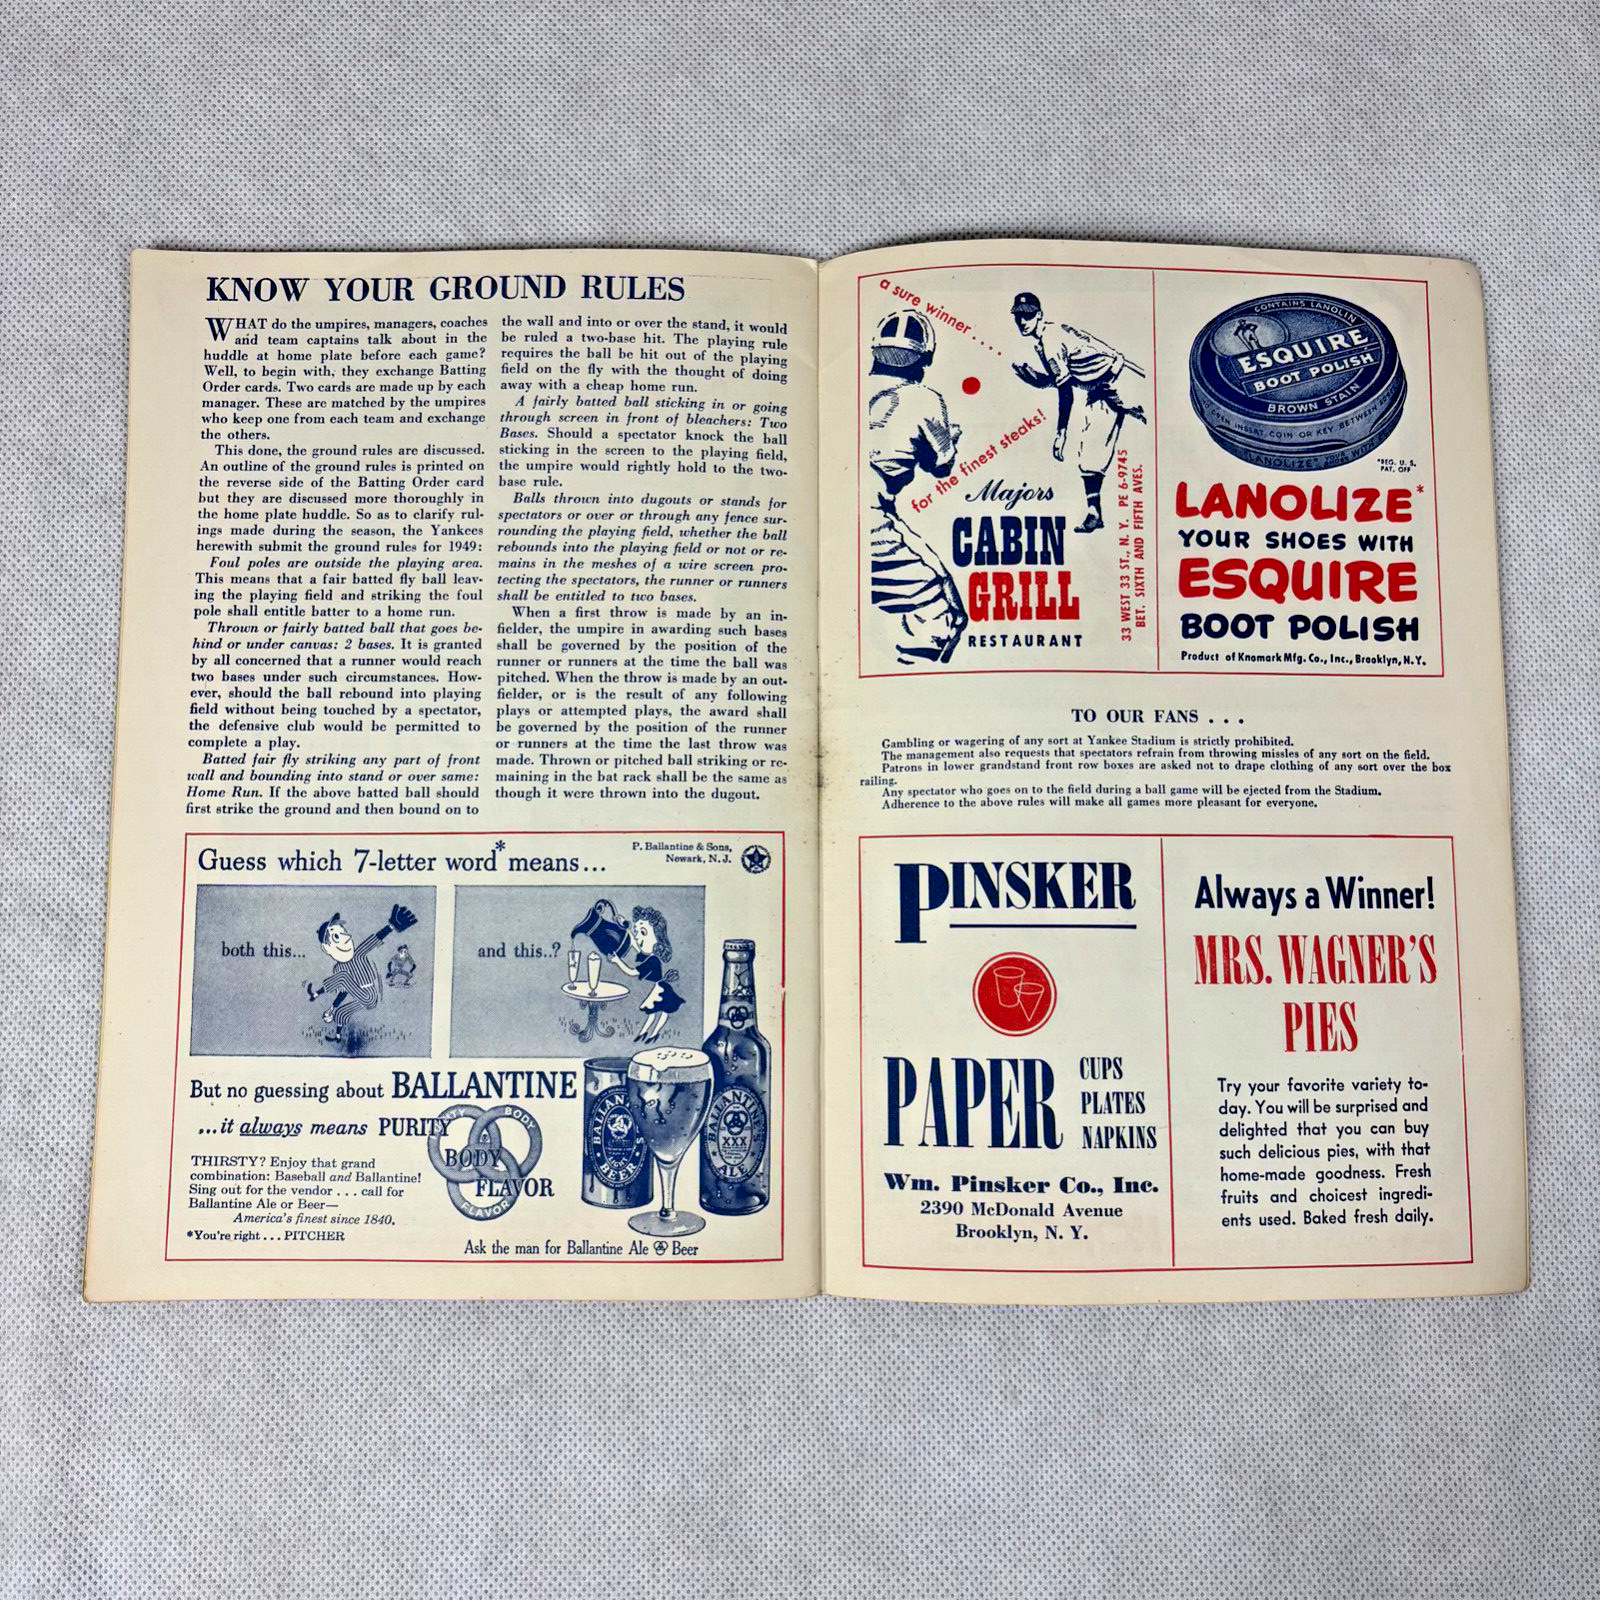 KNOW YOUR GROUND RULES
WHAT do the umpires, managers, coaches
and team captains talk about in the
huddle at home plate before each game?
Well, to begin with, they exchange Batting
Order cards. Two cards are made up by each
manager. These are matched by the umpires
who keep one from each team and exchange
the others.
This done, the ground rules are discussed.
An outline of the ground rules is printed on
the reverse side of the Batting Order card
but they are discussed more thoroughly in
the home plate huddle. So as to clarify rul-
ings made during the season, the Yankees
herewith submit the ground rules for 1949:
Foul poles are outside the playing area.
This means that a fair batted fly ball leav-
ing the playing field and striking the foul
pole shall entitle batter to a home run.
Thrown or fairly batted ball that goes be-
hind or under canvas: 2 bases. It is granted
by all concerned that a runner would reach
two bases under such circumstances. How-
ever, should the ball rebound into playing
field without being touched by a spectator,
the defensive club would be permitted to
complete a play.
Batted fair fly striking any part of front
wall and bounding into stand or over same:
Home Run. If the above batted ball should
first strike the ground and then bound on to
the wall and into or over the stand, it would
be ruled a two-base hit. The playing rule
requires the ball be hit out of the playing
field on the fly with the thought of doing
away with a cheap home run.
A fairly batted ball sticking in or going
through screen in front of bleachers: Two
Bases. Should a spectator knock the ball
sticking in the screen to the playing field,
the umpire would rightly hold to the two-
base rule.
Balls thrown into dugouts or stands for
spectators or over or through any fence sur-
rounding the playing field, whether the ball
rebounds into the playing field or not or re-
mains in the meshes of a wire screen pro-
tecting the spectators, the runner or runners
shall be entitled to two bases.
When a first throw is made by an in-
fielder, the umpire in awarding such bases
shall be governed by the position of the
runner or runners at the time the ball was
pitched. When the throw is made by an out-
fielder, or is the result of any following
plays or attempted plays, the award shall
be governed by the position of the runner
or runners at the time the last throw was
made. Thrown or pitched ball striking or re-
maining in the bat rack shall be the same as
though it were thrown into the dugout.
Guess which 7-letter word* means...
P. Ballantine & Sons,
Newark, N. J.
both this...
and this..?
But no guessing about BALLANTINE
...it always means PURITY
BODY
FLAVOR
BODY
FLAVOR
THIRSTY? Enjoy that grand
combination: Baseball and Ballantine!
Sing out for the vendor . . . call for
Ballantine Ale or Beer—
America's finest since 1840.
*You're right . . . PITCHER
BEER
BALLANTINE'S
XXX
ALE
Ask the man for Ballantine Ale & Beer
a sure winner . . . .
for the finest steaks!
Majors
CABIN
GRILL
RESTAURANT
33 WEST 33 ST., N. Y. PE 6-9745
BET. SIXTH AND FIFTH AVES.
CONTAINS LANOLIN
ESQUIRE
BOOT POLISH
BROWN STAIN
*REG. U. S.
PAT. OFF
LANOLIZE*
YOUR SHOES WITH
ESQUIRE
BOOT POLISH
Product of Knomark Mfg. Co., Inc., Brooklyn, N. Y.
TO OUR FANS . . .
Gambling or wagering of any sort at Yankee Stadium is strictly prohibited.
The management also requests that spectators refrain from throwing missles of any sort on the field.
Patrons in lower grandstand front row boxes are asked not to drape clothing of any sort over the box
railing.
Any spectator who goes on to the field during a ball game will be ejected from the Stadium.
Adherence to the above rules will make all games more pleasant for everyone.
PINSKER
PAPER
CUPS
PLATES
NAPKINS
Wm. Pinsker Co., Inc.
2390 McDonald Avenue
Brooklyn, N. Y.
Always a Winner!
MRS. WAGNER'S
PIES
Try your favorite variety to-
day. You will be surprised and
delighted that you can buy
such delicious pies, with that
home-made goodness. Fresh
fruits and choicest ingredi-
ents used. Baked fresh daily.